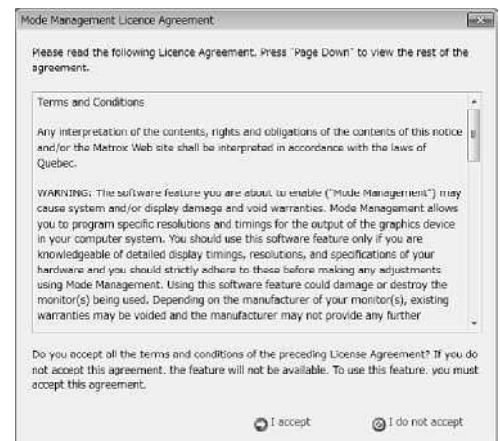 Mode Management Licence Agreement
Please read the following Licence Agreement. Press "Page Down" to view the rest of the
agreement.
Terms and Conditions
Any interpretation of the contents, rights and obligations of the contents of this notice
and/or the Matrox Web site shall be interpreted in accordance with the laws of
Quebec.
WARNING: The software feature you are about to enable ("Mode Management") may
cause system and/or display damage and void warranties. Mode Management allows
you to program specific resolutions and timings for the output of the graphics device
in your computer system. You should use this software feature only if you are
knowledgeable of detailed display timings, resolutions, and specifications of your
hardware and you should strictly adhere to these before making any adjustments
using Mode Management. Using this software feature could damage or destroy the
monitor(s) being used. Depending on the manufacturer of your monitor(s), existing
warranties may be voided and the manufacturer may not provide any further
Do you accept all the terms and conditions of the preceding License Agreement? If you do
not accept this agreement, the feature will not be available. To use this feature, you must
accept this agreement.
I accept
I do not accept